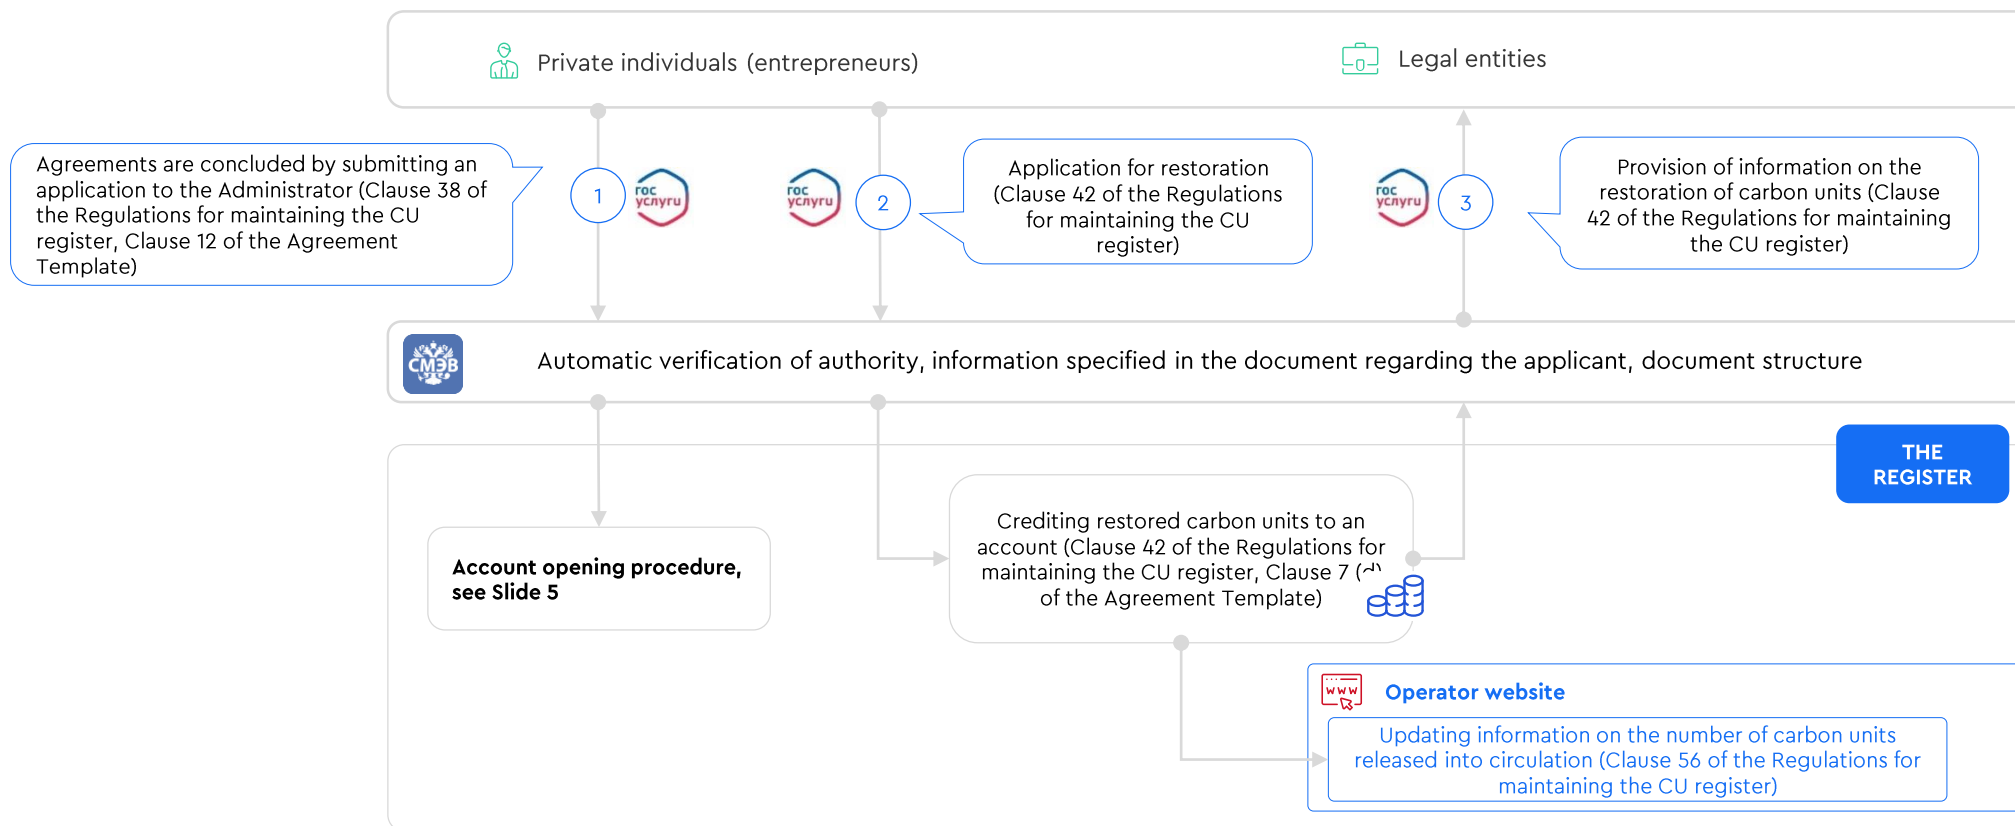 Private individuals (entrepreneurs)
Legal entities
Agreements are concluded by submitting an
application to the Administrator (Clause 38 of
the Regulations for maintaining the CU
register, Clause 12 of the Agreement
Template)
1
гос
услуги
гос
услуги
2
Application for restoration
(Clause 42 of the Regulations
for maintaining the CU
register)
гос
услуги
3
Provision of information on the
restoration of carbon units (Clause
42 of the Regulations for maintaining
the CU register)
СМЭВ
Automatic verification of authority, information specified in the document regarding the applicant, document structure
THE
REGISTER
Account opening procedure,
see Slide 5
Crediting restored carbon units to an
account (Clause 42 of the Regulations for
maintaining the CU register, Clause 7 (d)
of the Agreement Template)
www
Operator website
Updating information on the number of carbon units
released into circulation (Clause 56 of the Regulations for
maintaining the CU register)